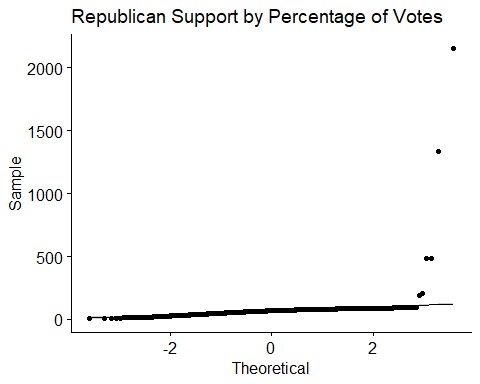 Republican Support by Percentage of Votes
2000
1500
1000
500
0
Sample
-2
0
2
Theoretical